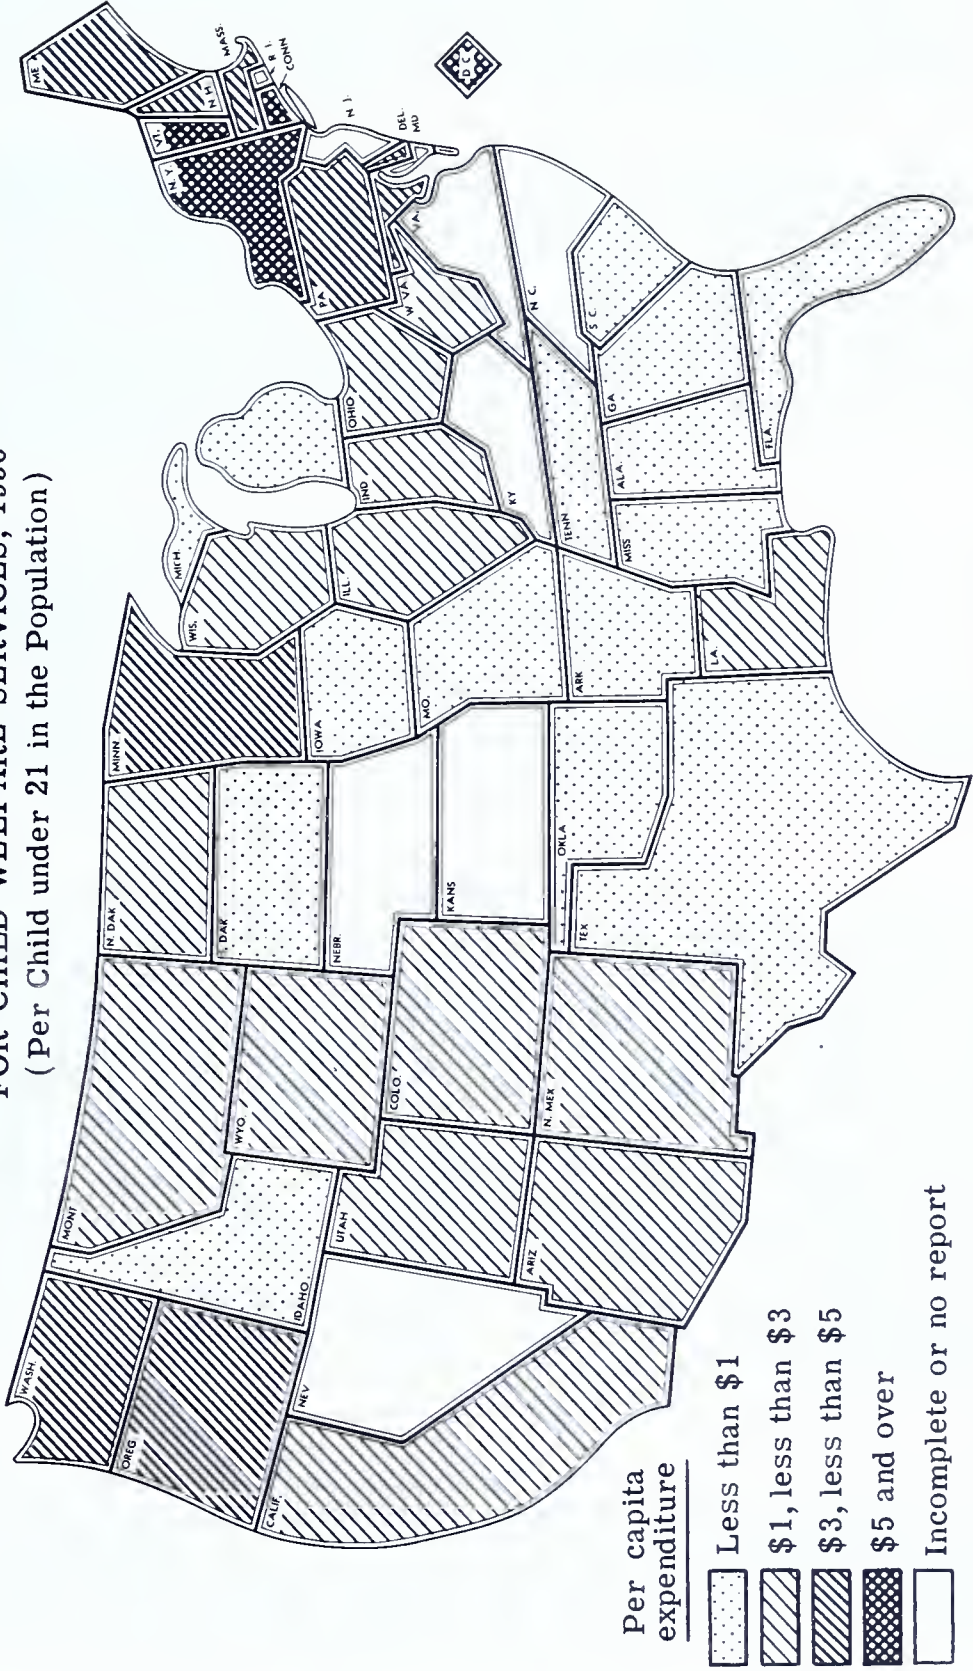 FOR CHILD WELFARE SERVICES,
(Per Child under 21 in the Population)
WASH.
OREG
CALIF.
NEV
IDAHO
MONT
WYO.
UTAH
ARIZ
COLO.
N. MEX
N. DAK
DAK
NEBR.
KANS
OKLA
TEX
MINN
IOWA
MO.
ARK
LA.
WIS.
ILL
MICH.
IND
OHIO
KY
TENN
MISS
ALA.
GA
FLA.
S C.
N C.
VA.
W VA
PA
N.Y.
VT.
N H.
ME
MASS.
R I.
CONN
N J.
DEL
MD
D C
Per capita
expenditure
Less than $1
$1, less than $3
$3, less than $5
$5 and over
Incomplete or no report